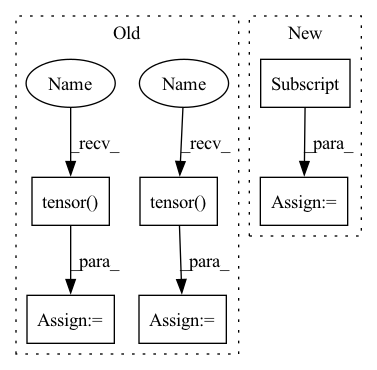 Old
New
Name
Name
Subscript
_recv_
_recv_
_para_
tensor()
tensor()
Assign:=
_para_
_para_
Assign:=
Assign:=